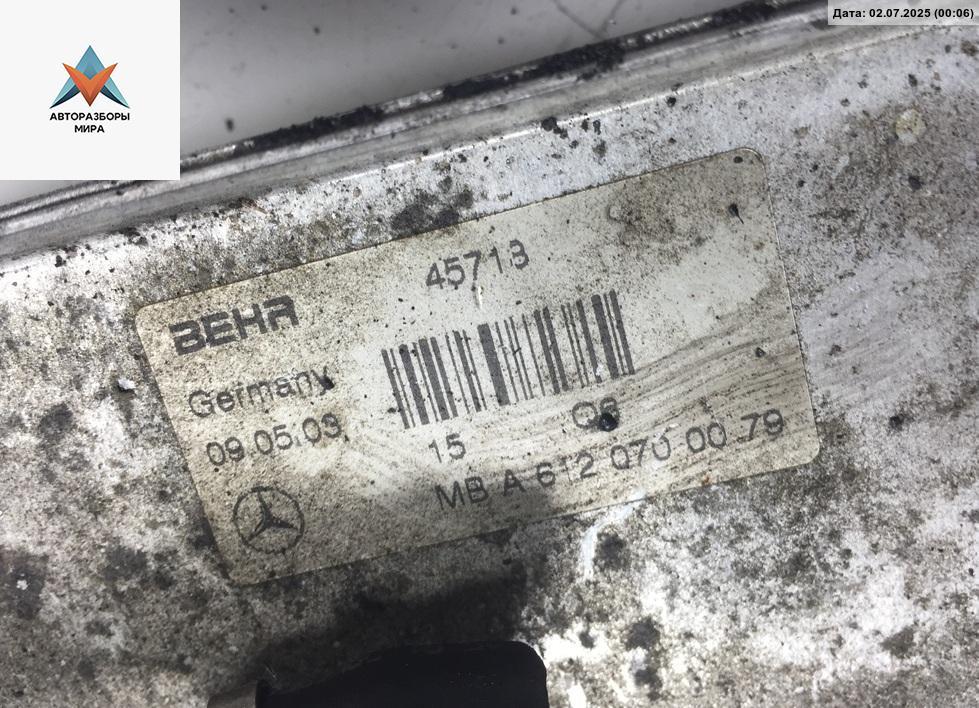 Дата: 02.07.2025 (00:06)
АВТОРАЗБОРЫ
МИРА
45713
BEHR
Germany
09.05.03
15
MB A 612 070 00 79